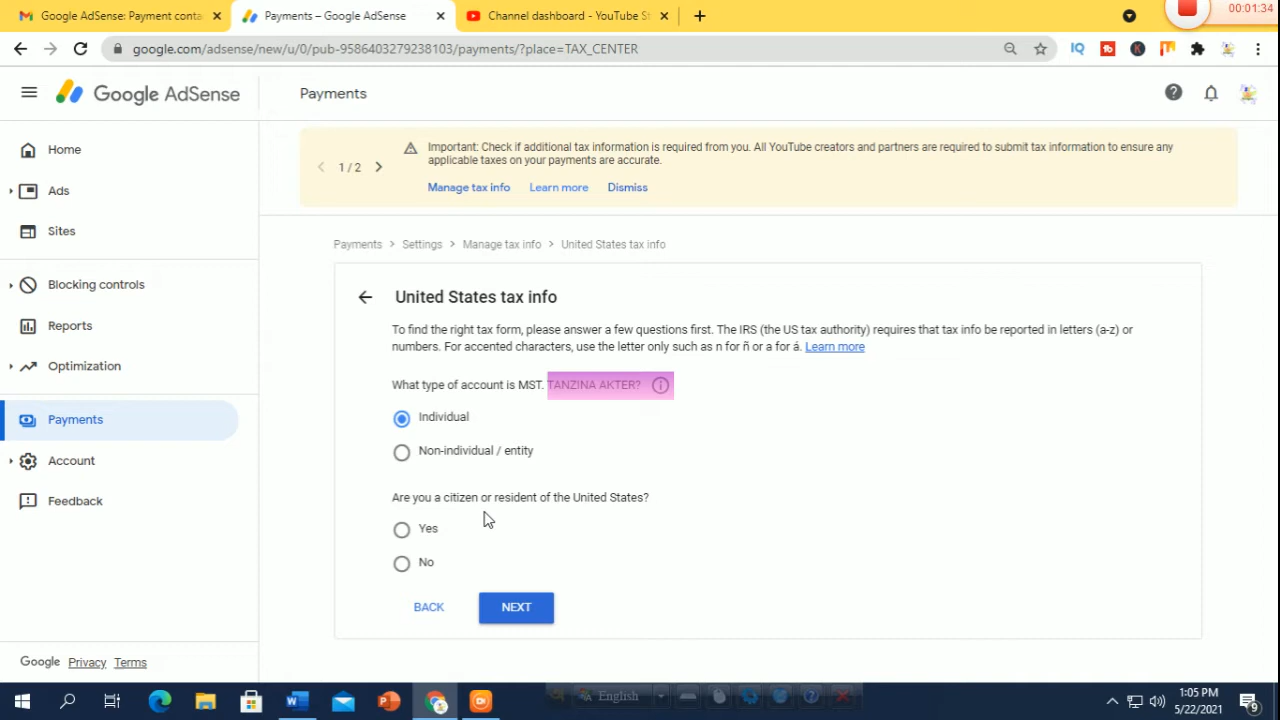 Google AdSense: Payment conta
Payments – Google AdSense
Channel dashboard - YouTube S
00:01:34
google.com/adsense/new/u/0/pub-9586403279238103/payments/?place=TAX_CENTER
IQ
Google AdSense
Payments
Home
Ads
Sites
Blocking controls
Reports
Optimization
Payments
Account
Feedback
Google Privacy Terms
1 / 2
Important: Check if additional tax information is required from you. All YouTube creators and partners are required to submit tax information to ensure any
applicable taxes on your payments are accurate.
Manage tax info Learn more Dismiss
Payments > Settings > Manage tax info > United States tax info
United States tax info
To find the right tax form, please answer a few questions first. The IRS (the US tax authority) requires that tax info be reported in letters (a-z) or
numbers. For accented characters, use the letter only such as n for ñ or a for á. Learn more
What type of account is MST. TANZINA AKTER?
Individual
Non-individual / entity
Are you a citizen or resident of the United States?
Yes
No
BACK NEXT
English
1:05 PM
5/22/2021
9